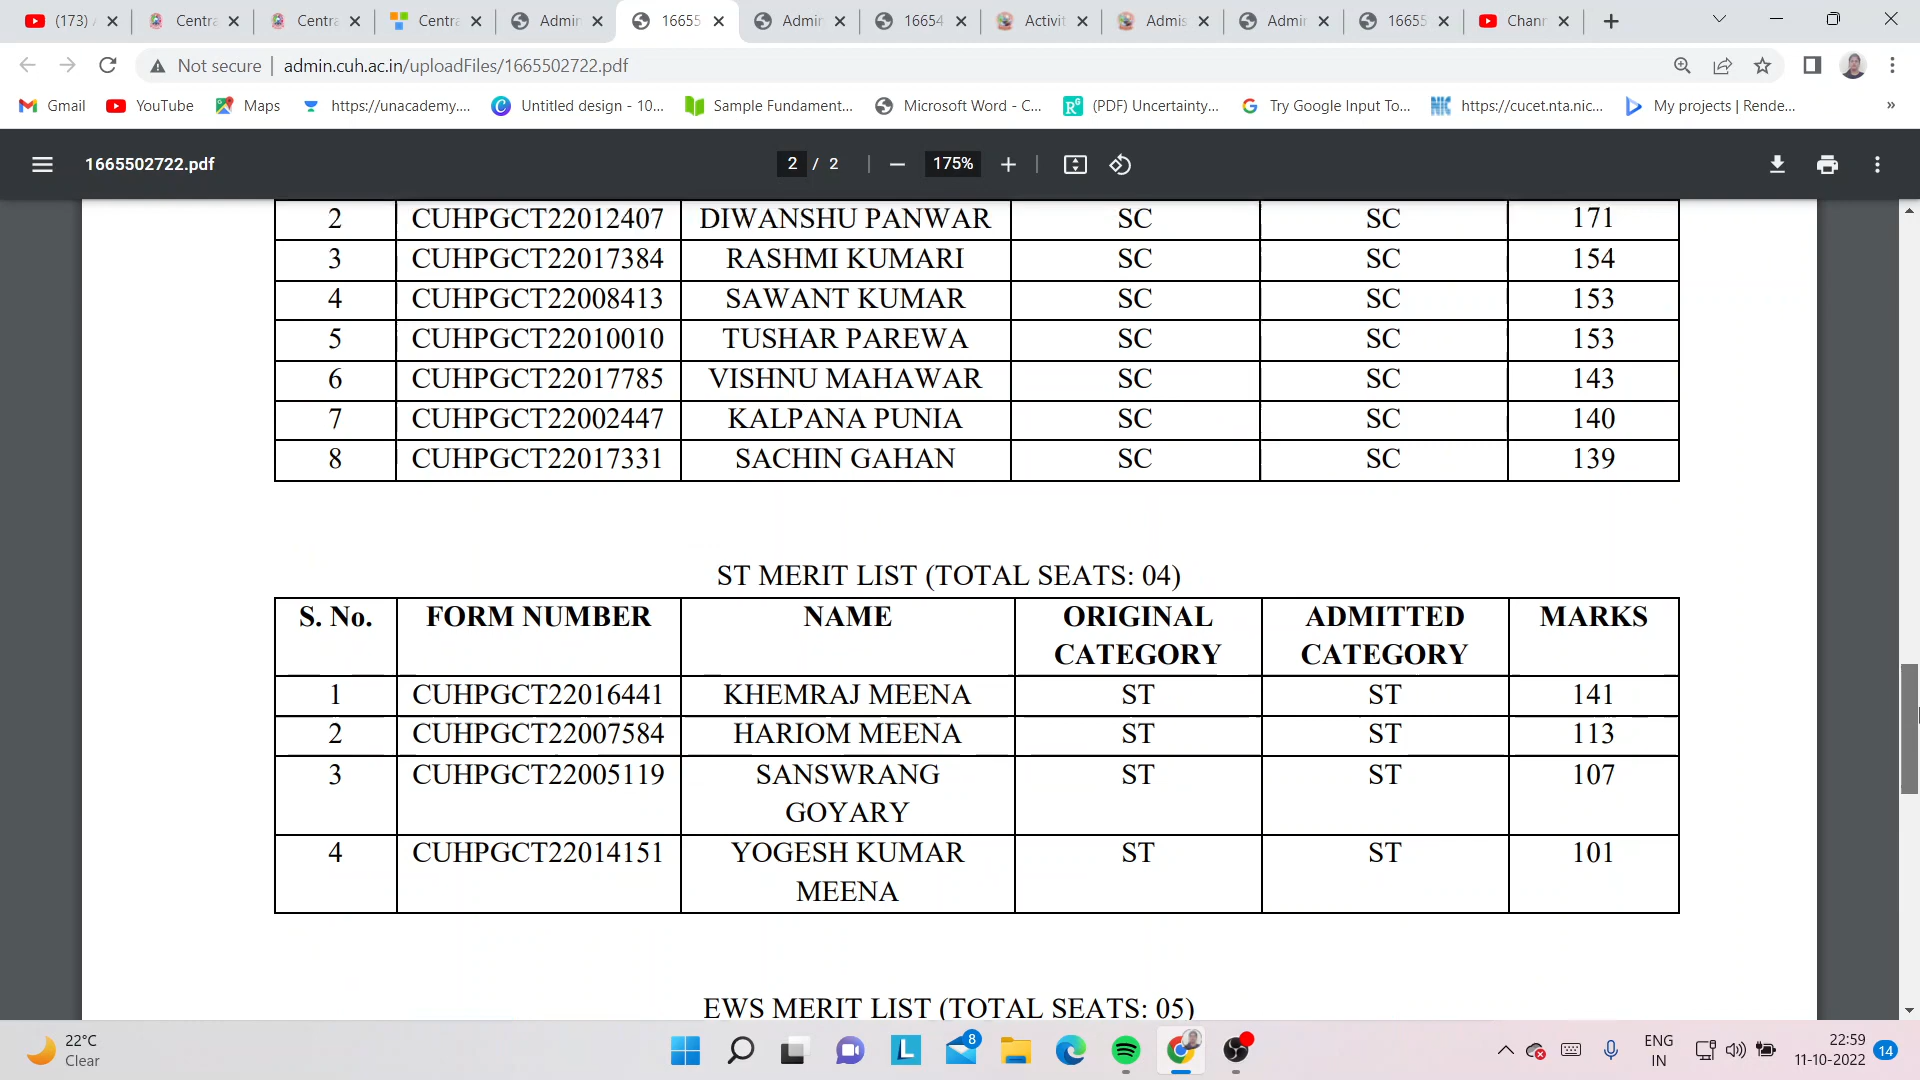 (173)
Centra
Centra
Centra
Admin
16655
Admin
16654
Activit
Admis
Admin
16655
Chann
Not secure
admin.cuh.ac.in/uploadFiles/1665502722.pdf
Gmail
YouTube
Maps
https://unacademy....
Untitled design - 10...
Sample Fundament...
Microsoft Word - C...
(PDF) Uncertainty...
Try Google Input To...
https://cucet.nta.nic...
My projects | Rende...
1665502722.pdf
2 / 2
175%
2 CUHPGCT22012407 DIWANSHU PANWAR SC SC 171
3 CUHPGCT22017384 RASHMI KUMARI SC SC 154
4 CUHPGCT22008413 SAWANT KUMAR SC SC 153
5 CUHPGCT22010010 TUSHAR PAREWA SC SC 153
6 CUHPGCT22017785 VISHNU MAHAWAR SC SC 143
7 CUHPGCT22002447 KALPANA PUNIA SC SC 140
8 CUHPGCT22017331 SACHIN GAHAN SC SC 139
ST MERIT LIST (TOTAL SEATS: 04)
S. No. FORM NUMBER NAME ORIGINAL ADMITTED MARKS
CATEGORY CATEGORY
1 CUHPGCT22016441 KHEMRAJ MEENA ST ST 141
2 CUHPGCT22007584 HARIOM MEENA ST ST 113
3 CUHPGCT22005119 SANSWRANG ST ST 107
GOYARY
4 CUHPGCT22014151 YOGESH KUMAR ST ST 101
MEENA
EWS MERIT LIST (TOTAL SEATS: 05)
22°C
Clear
8
ENG
IN
22:59
11-10-2022
14